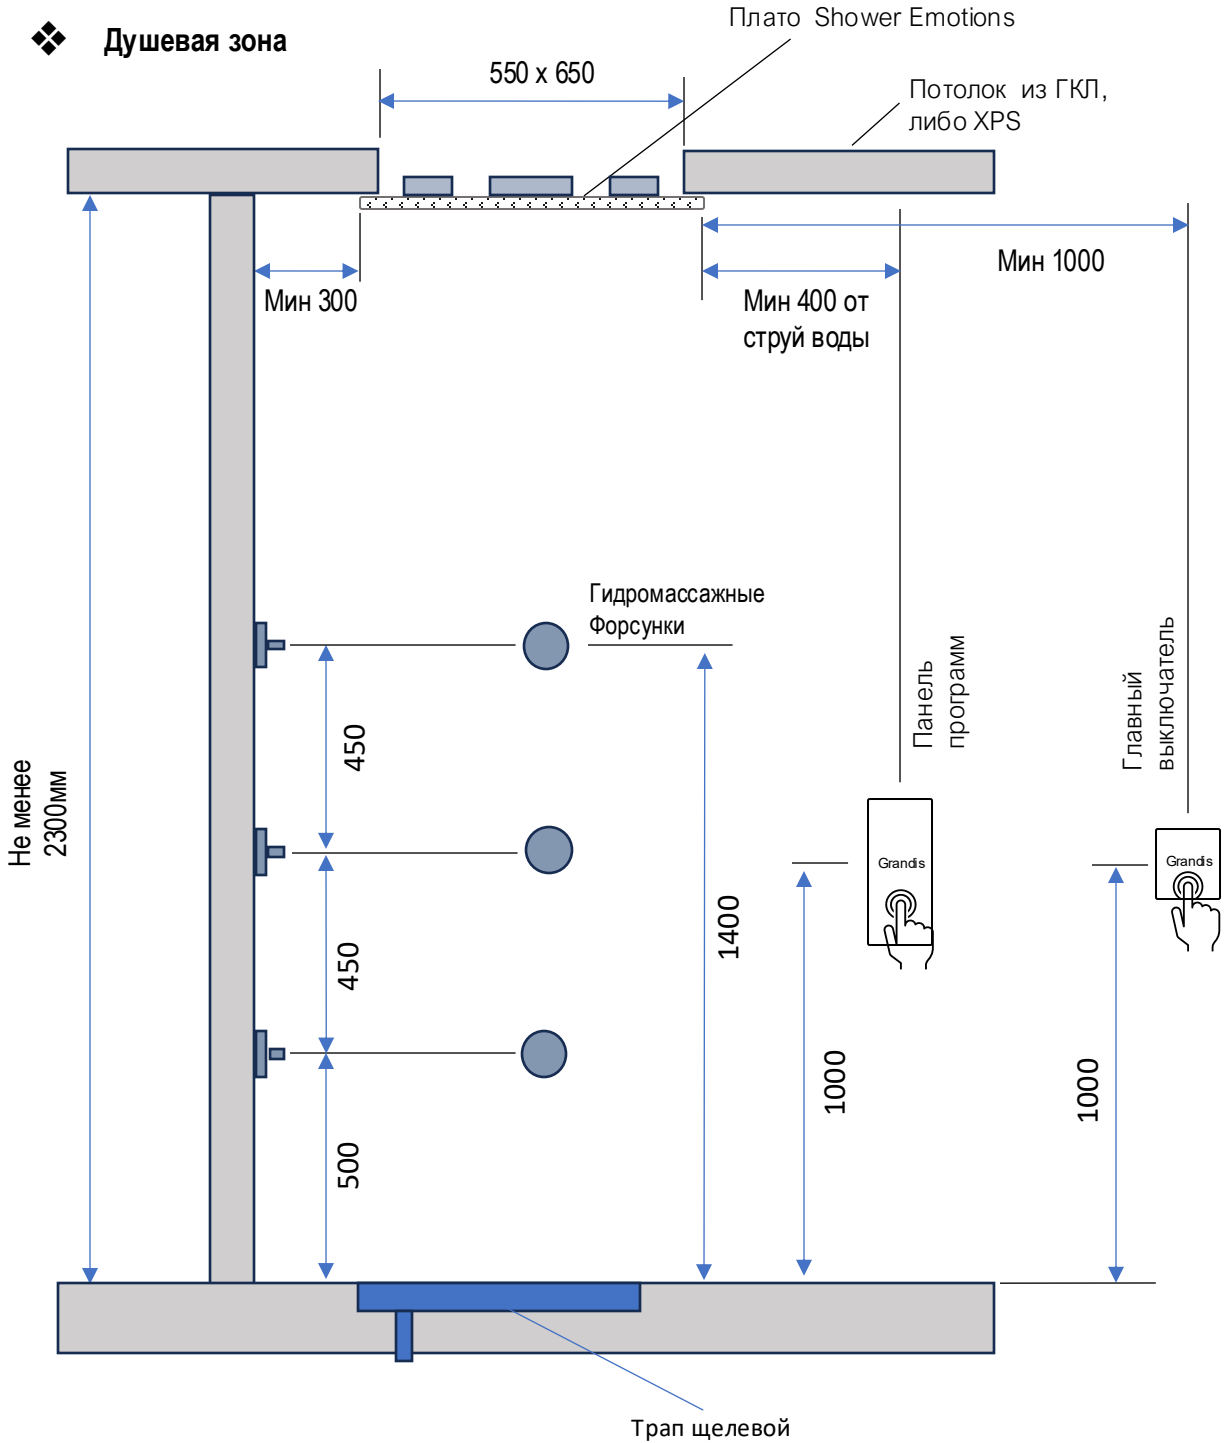 Душевая зона
Плато Shower Emotions
550 x 650
Потолок из ГКЛ,
либо XPS
Мин 1000
Мин 300
Мин 400 от
струй воды
Гидромассажные
Форсунки
Панель
программ
Главный
выключатель
450
Не менее
2300мм
Grandis
Grandis
1400
450
1000
1000
500
Трап щелевой